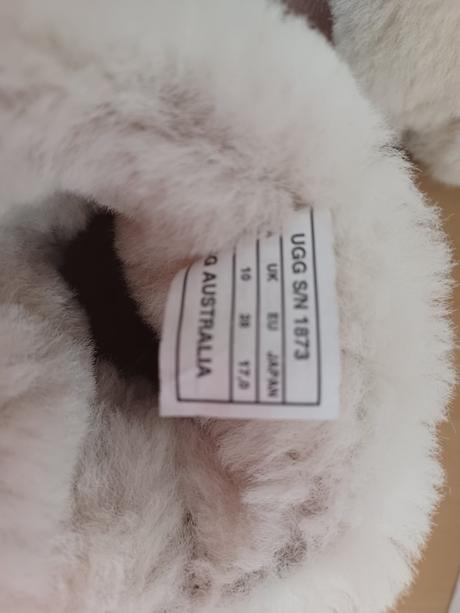 UGG S/N 1873
UK EU JAPAN
10 28 17,0
AUSTRALIA